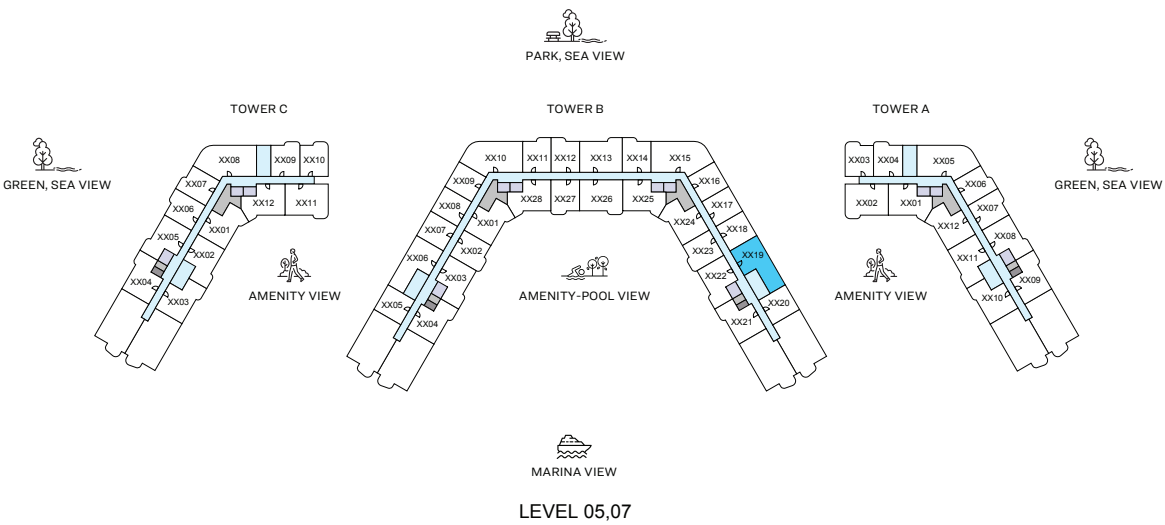 PARK, SEA VIEW
TOWER C
TOWER B
TOWER A
GREEN, SEA VIEW
GREEN, SEA VIEW
XX08
XX09
XX10
XX07
XX06
XX05
XX04
XX12
XX11
XX01
XX02
XX03
AMENITY VIEW
XX10
XX11
XX12
XX13
XX14
XX15
XX09
XX08
XX07
XX06
XX05
XX28
XX27
XX26
XX25
XX01
XX02
XX03
XX04
XX16
XX17
XX18
XX19
XX20
XX24
XX23
XX22
XX21
AMENITY-POOL VIEW
XX03
XX04
XX05
XX02
XX01
XX06
XX07
XX08
XX09
XX12
XX11
XX10
AMENITY VIEW
MARINA VIEW
LEVEL 05,07